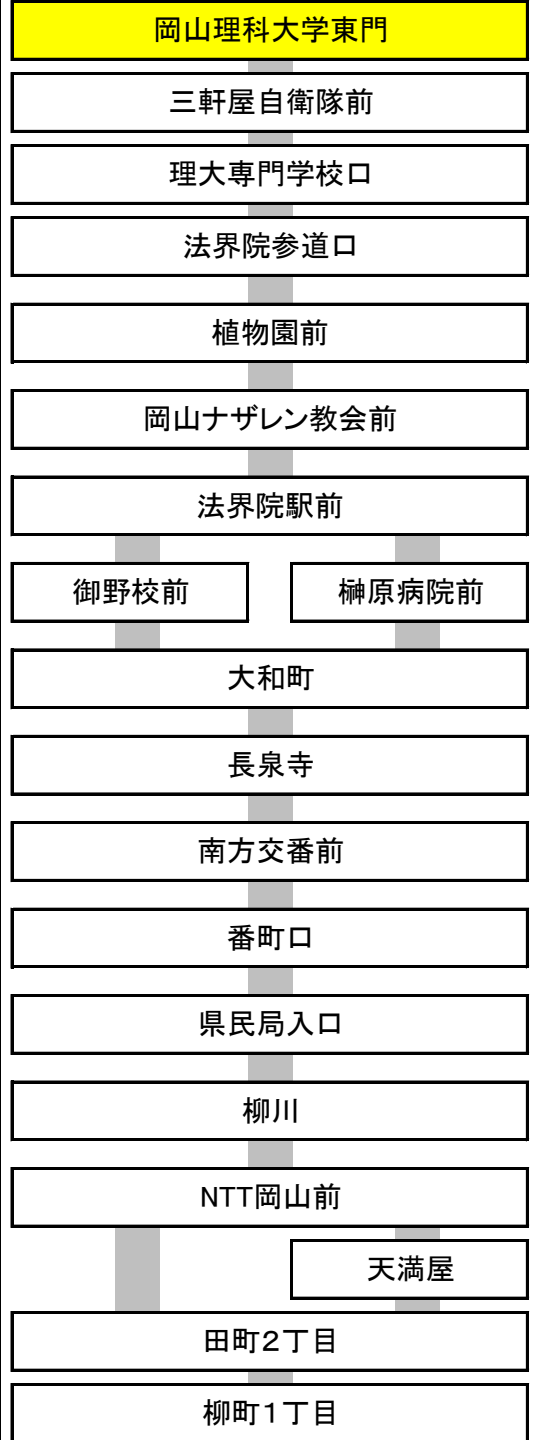 岡山理科大学東門
三軒屋自衛隊前
理大専門学校口
法界院参道口
植物園前
岡山ナザレン教会前
法界院駅前
御野校前
榊原病院前
大和町
長泉寺
南方交番前
番町口
県民局入口
柳川
NTT岡山前
天満屋
田町2丁目
柳町1丁目